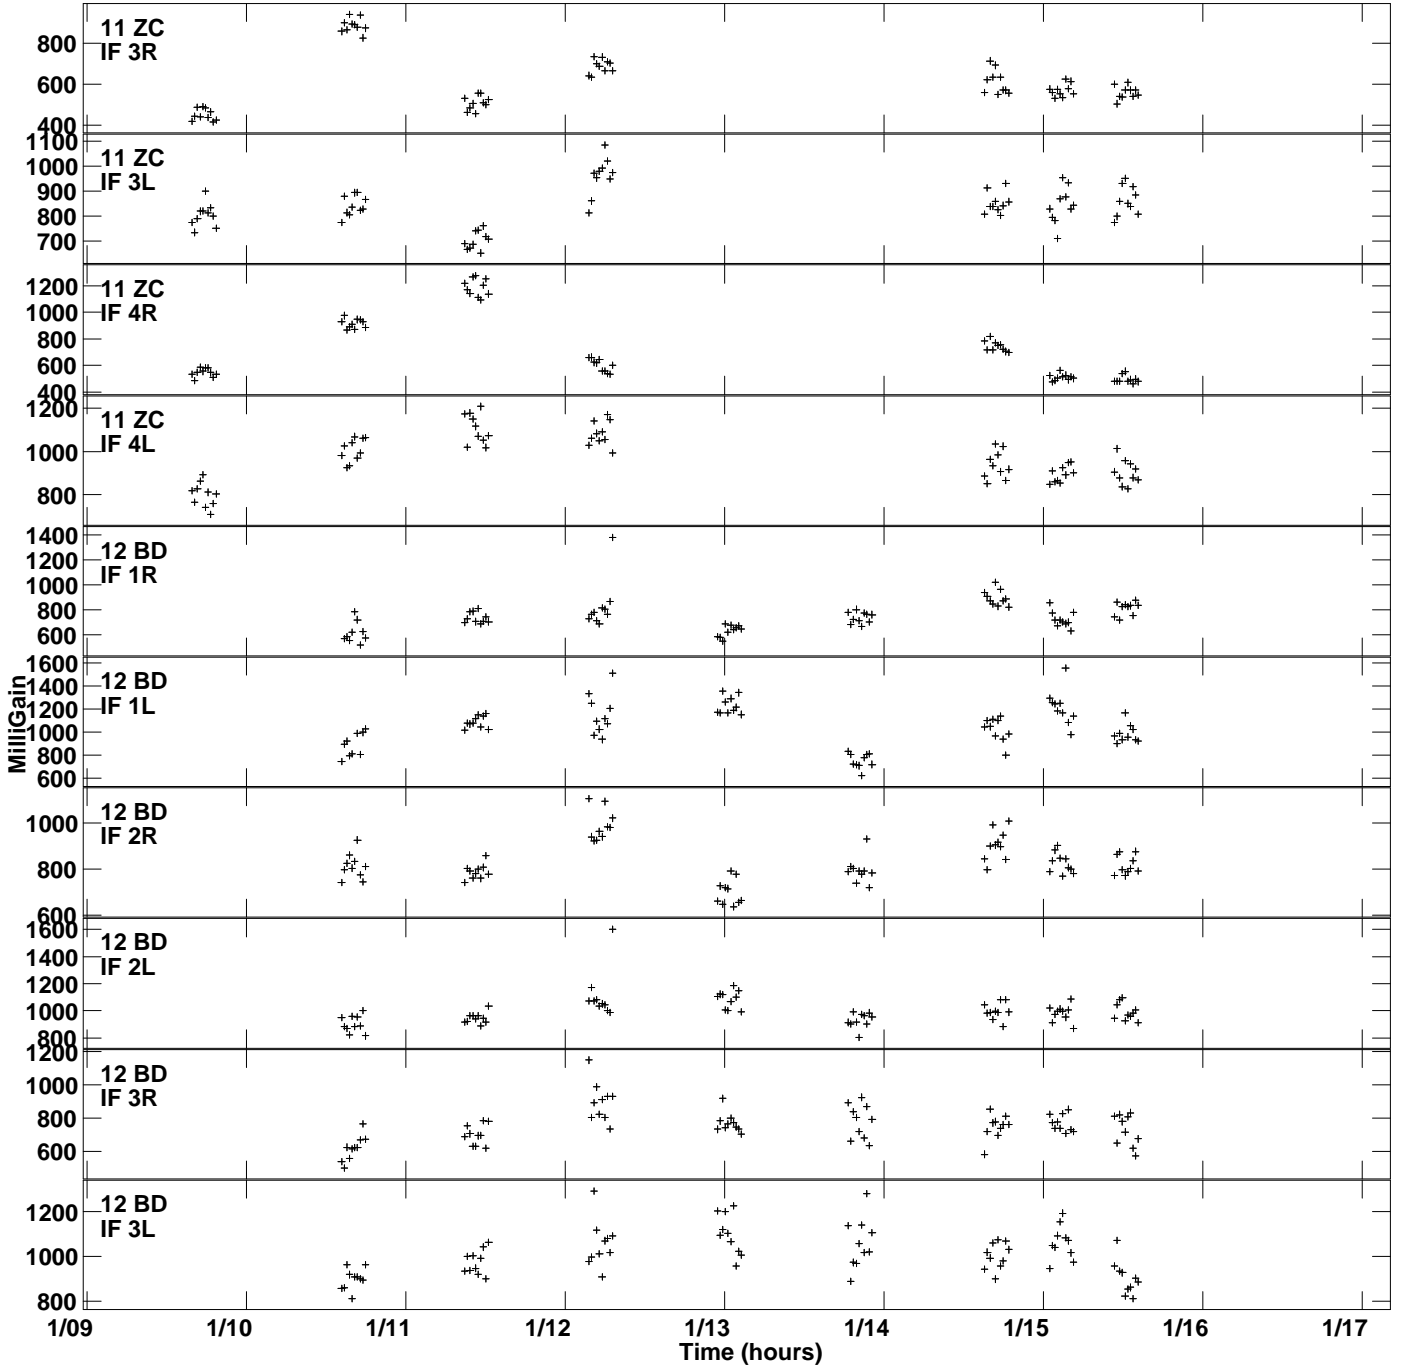 11 ZC
IF 3R
800
600
400
11 ZC
IF 3L
1100
1000
900
800
700
11 ZC
IF 4R
1200
1000
800
600
400
11 ZC
IF 4L
1200
1000
800
12 BD
IF 1R
1400
1200
1000
800
600
12 BD
IF 1L
1600
1400
1200
1000
800
600
MilliGain
12 BD
IF 2R
1000
800
600
12 BD
IF 2L
1600
1400
1200
1000
800
12 BD
IF 3R
1200
1000
800
600
12 BD
IF 3L
1200
1000
800
1/09 1/10 1/11 1/12 1/13 1/14 1/15 1/16 1/17
Time (hours)